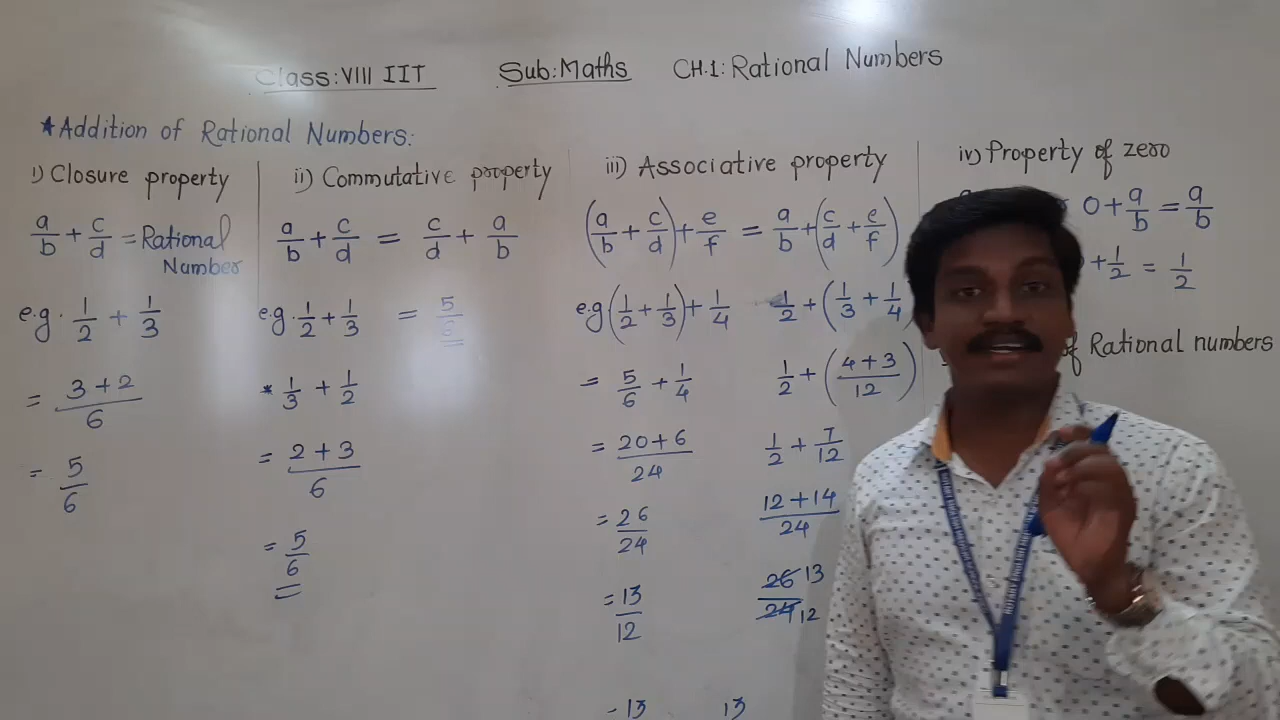 Class: VIII IIT Sub: Maths CH.1: Rational Numbers
*Addition of Rational Numbers:
i) Closure property
a/b + c/d = Rational Number
e.g. 1/2 + 1/3
= 3+2/6
= 5/6
ii) Commutative property
a/b + c/d = c/d + a/b
e.g. 1/2 + 1/3 = 5/6
* 1/3 + 1/2
= 2+3/6
= 5/6
iii) Associative property
(a/b + c/d) + e/f = a/b + (c/d + e/f)
e.g (1/2 + 1/3) + 1/4
= 5/6 + 1/4
= 20+6/24
= 26/24
= 13/12
1/2 + (1/3 + 1/4
1/2 + (4+3/12)
1/2 + 7/12
12+14/24
26/24 13/12
- 13 13
iv) Property of zero
0 + a/b = a/b
+ 1/2 = 1/2
of Rational numbers